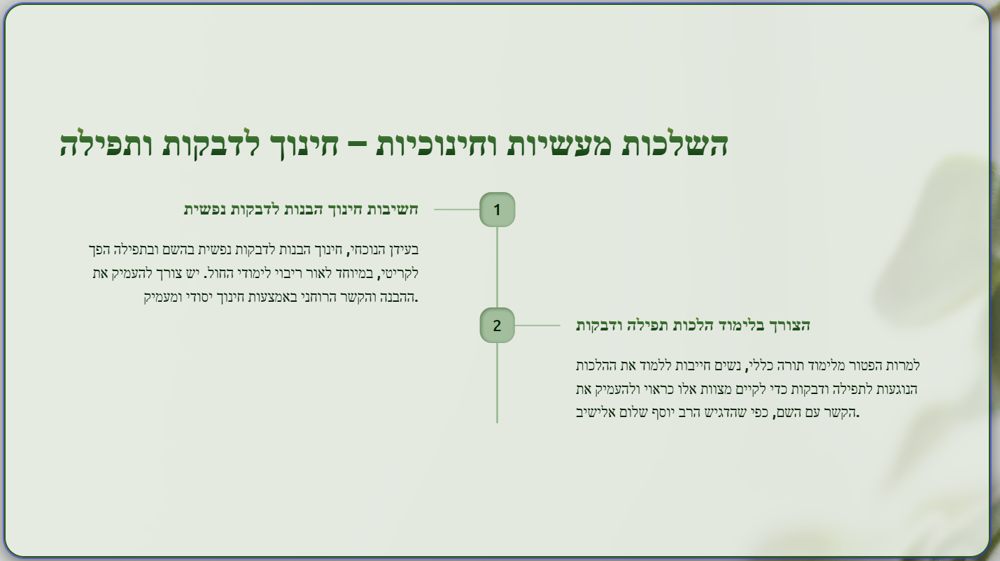 השלכות מעשיות וחינוכיות – חינוך לדבקות ותפילה
1
חשיבות חינוך הבנות לדבקות נפשית
בעידן הנוכחי, חינוך הבנות לדבקות נפשית בהשם ובתפילה הפך
לקריטי, במיוחד לאור ריבוי לימודי החול. יש צורך להעמיק את
ההבנה והקשר הרוחני באמצעות חינוך יסודי ומעמיק.
2
הצורך בלימוד הלכות תפילה ודבקות
למרות הפטור מלימוד תורה כללי, נשים חייבות ללמוד את ההלכות
הנוגעות לתפילה ודבקות כדי לקיים מצוות אלו כראוי ולהעמיק את
הקשר עם השם, כפי שהדגיש הרב יוסף שלום אלישיב.